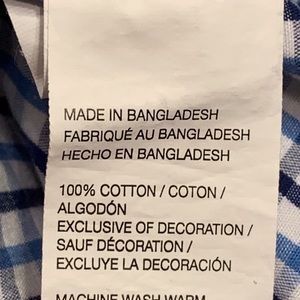 MADE IN BANGLADESH
FABRIQUÉ AU BANGLADESH
HECHO EN BANGLADESH
100% COTTON / COTON /
ALGODÓN
EXCLUSIVE OF DECORATION /
SAUF DÉCORATION /
EXCLUYE LA DECORACIÓN
MACHINE WASH WARM